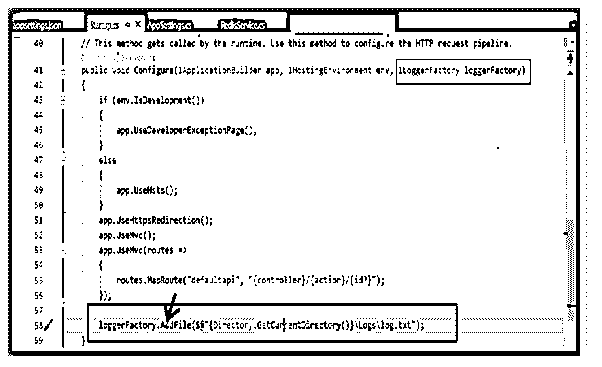 appsettings.json Startup.cs AppSettings.cs RedisService.cs
40 // This method gets called by the runtime. Use this method to configure the HTTP request pipeline.
41 public void Configure(IApplicationBuilder app, IHostingEnvironment env, ILoggerFactory loggerFactory)
42 {
43 if (env.IsDevelopment())
44 {
45 app.UseDeveloperExceptionPage();
46 }
47 else
48 {
49 app.UseHsts();
50 }
51 app.UseHttpsRedirection();
52 app.UseMvc();
53 app.UseMvc(routes =>
54 {
55 routes.MapRoute("defaultapi", "{controller}/{action}/{id?}");
56 });
57
58 loggerFactory.AddFile($@"{Directory.GetCurrentDirectory()}\Logs\log.txt");
59 }